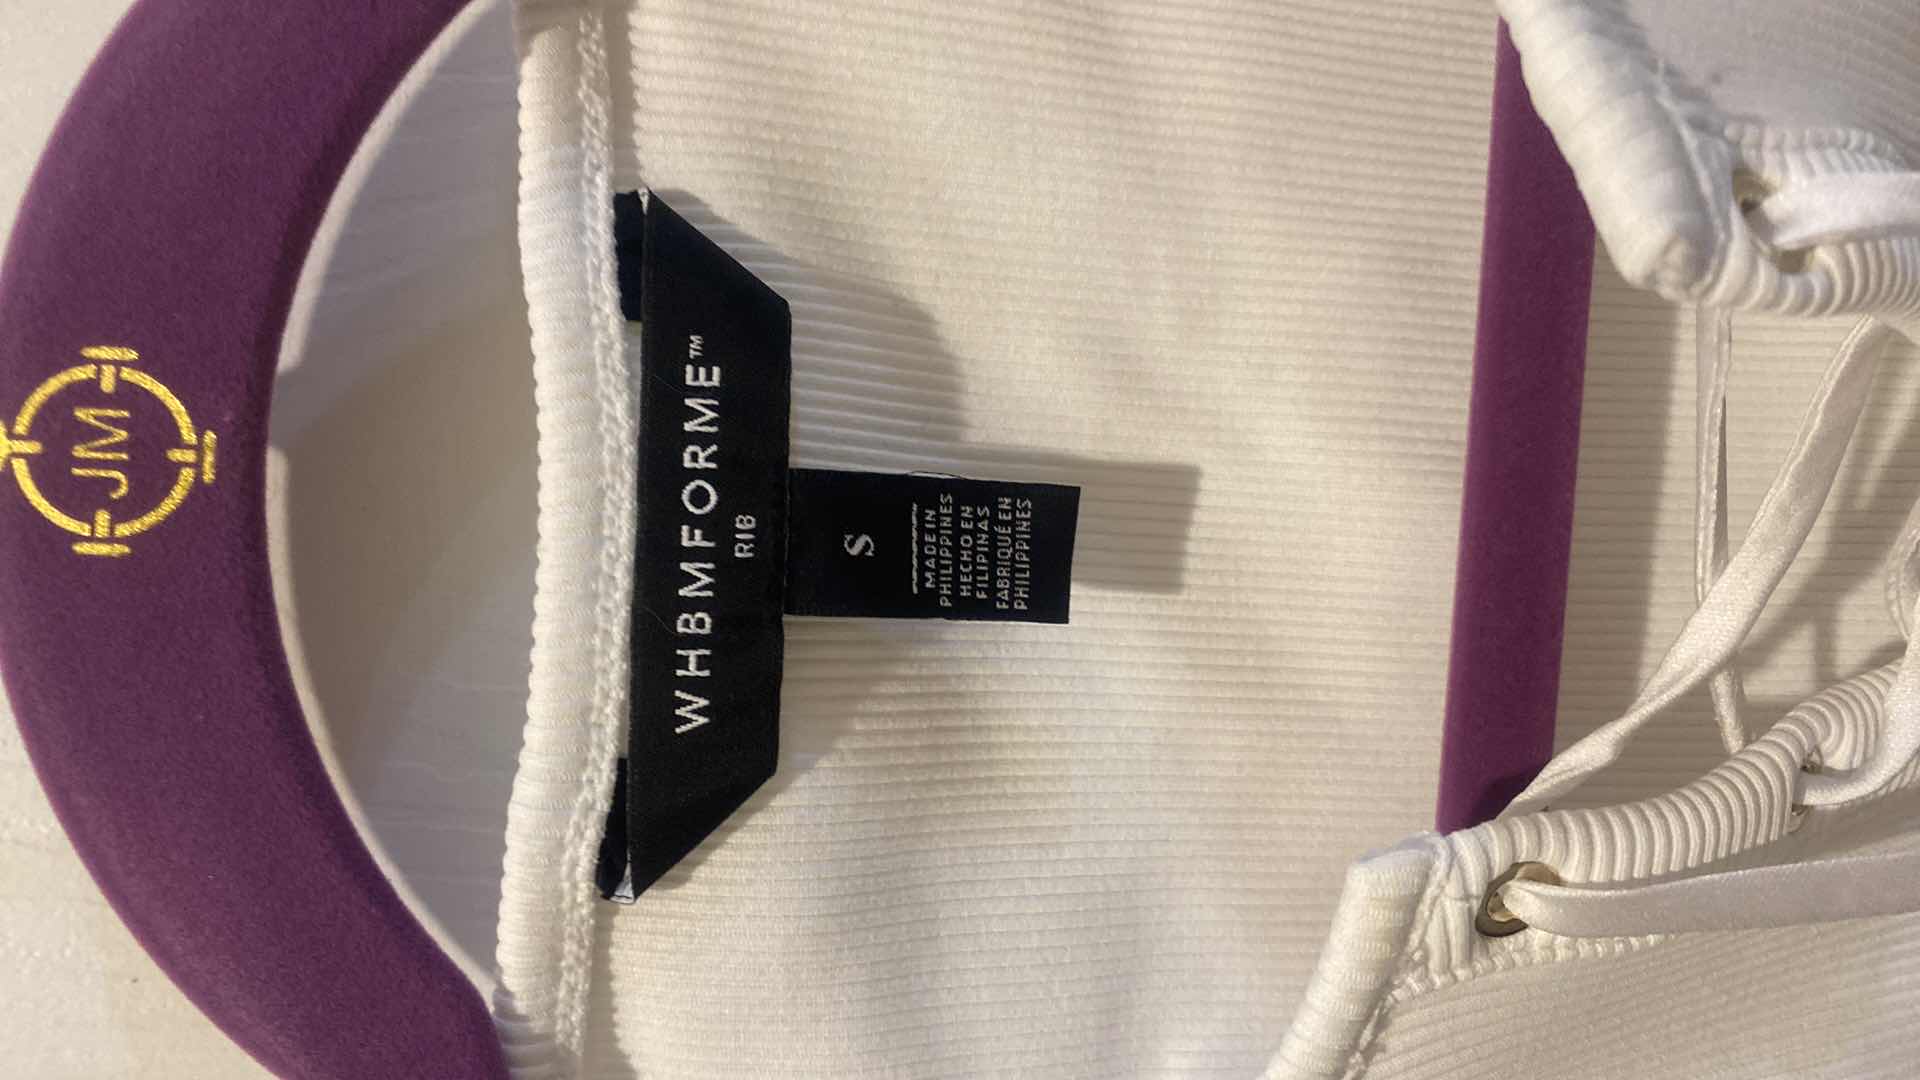 JM
WHBMFORME™
RIB
S
MADE IN
PHILIPPINES
HECHO EN
FILIPINAS
FABRIQUÉ EN
PHILIPPINES